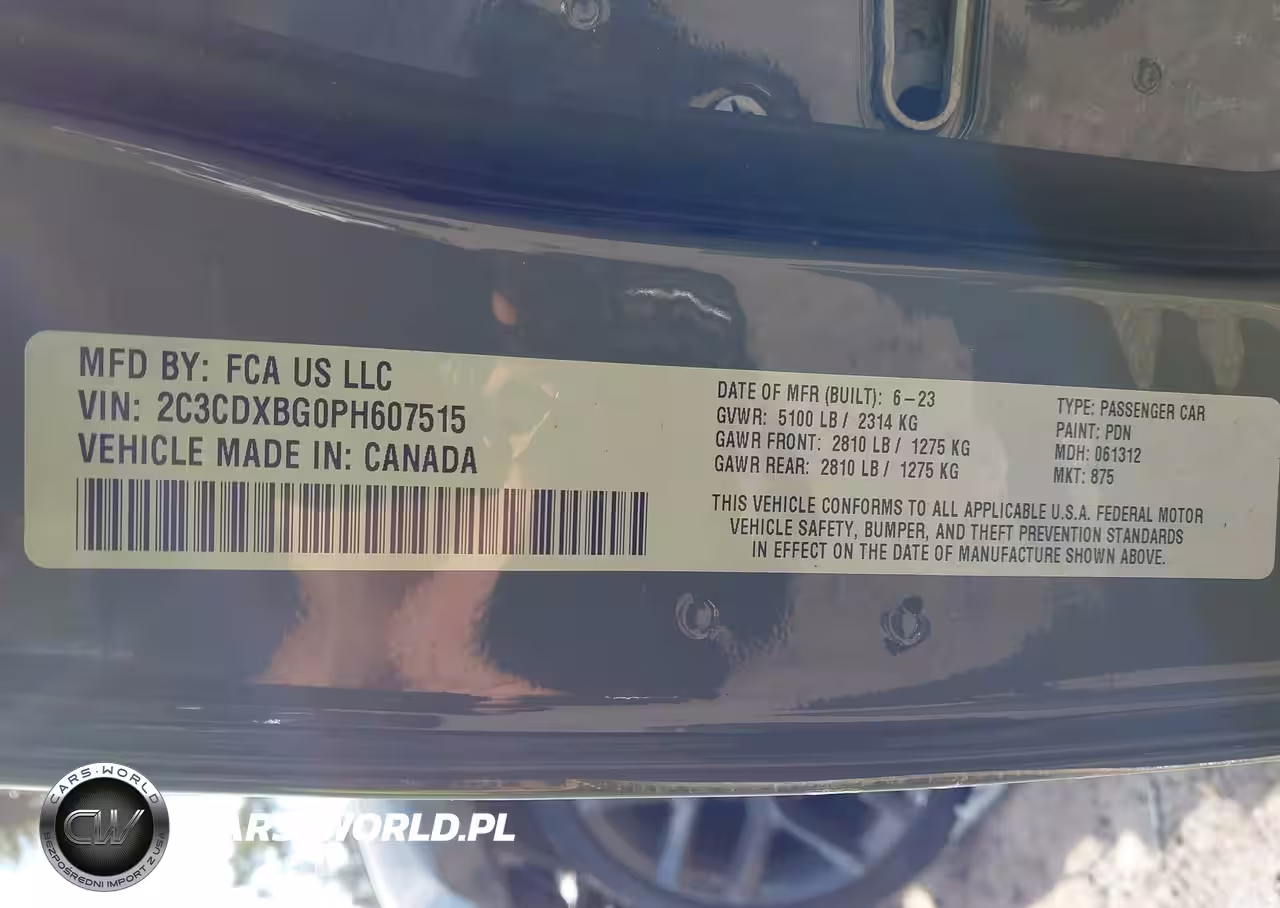 MFD BY: FCA US LLC
VIN: 2C3CDXBG0PH607515
VEHICLE MADE IN: CANADA
DATE OF MFR (BUILT): 6-23
GVWR: 5100 LB / 2314 KG
GAWR FRONT: 2810 LB / 1275 KG
GAWR REAR: 2810 LB / 1275 KG
TYPE: PASSENGER CAR
PAINT: PDN
MDH: 061312
MKT: 875
THIS VEHICLE CONFORMS TO ALL APPLICABLE U.S.A. FEDERAL MOTOR
VEHICLE SAFETY, BUMPER, AND THEFT PREVENTION STANDARDS
IN EFFECT ON THE DATE OF MANUFACTURE SHOWN ABOVE.
CARS-WORLD
CW
BEZPOŚREDNI IMPORT Z USA
CARS-WORLD.PL